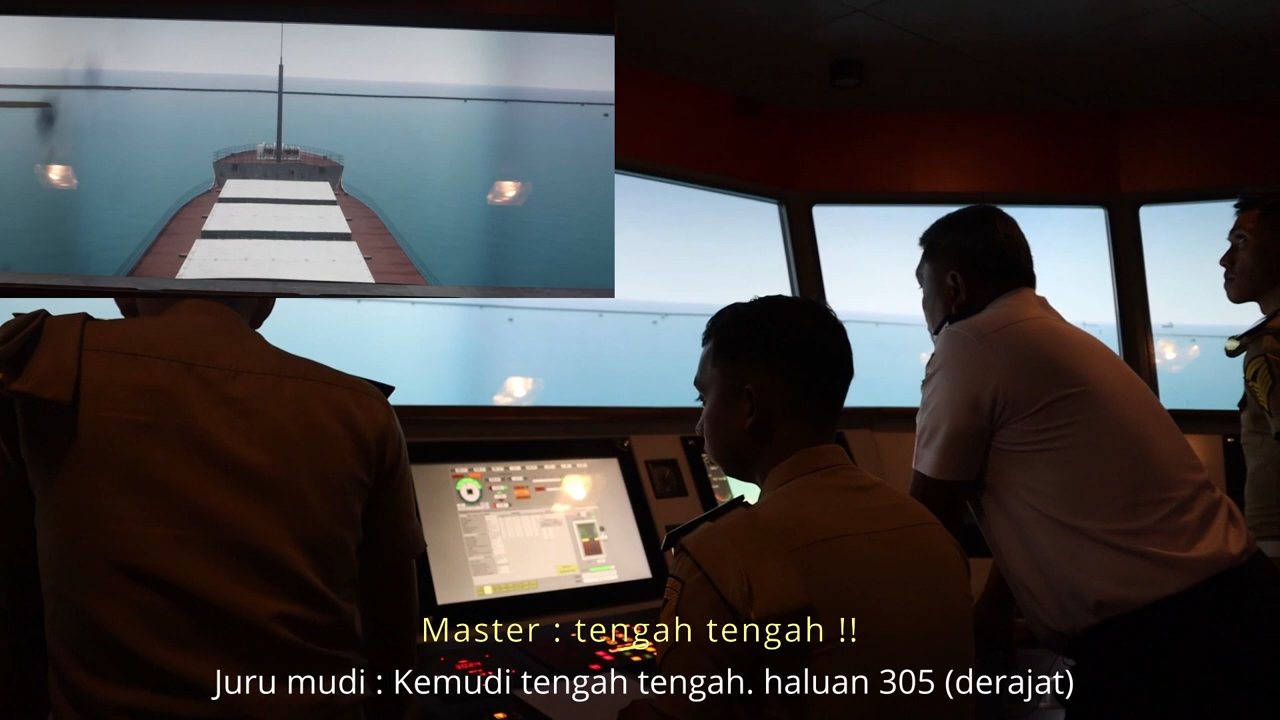 Master : tengah tengah !!
Juru mudi : Kemudi tengah tengah. haluan 305 (derajat)